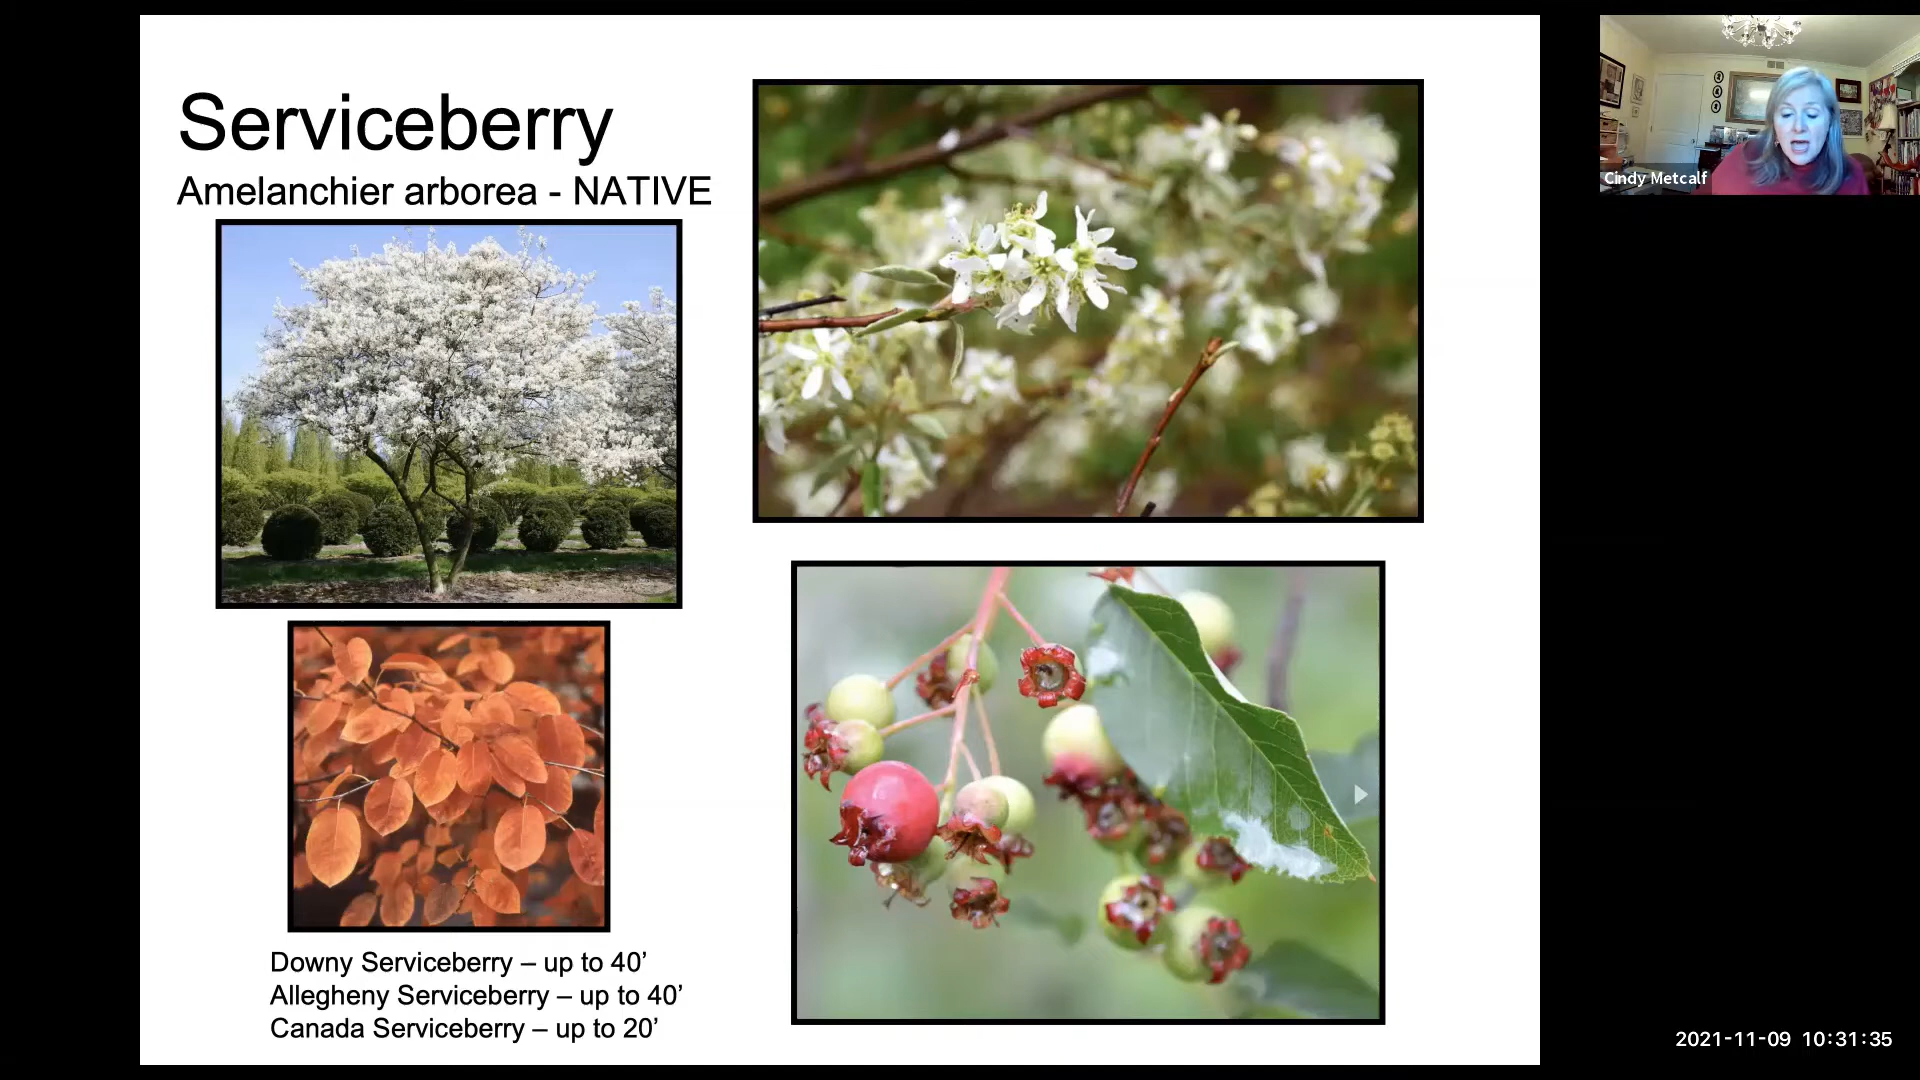 Serviceberry
Amelanchier arborea - NATIVE
Downy Serviceberry – up to 40’
Allegheny Serviceberry – up to 40’
Canada Serviceberry – up to 20’
Cindy Metcalf
2021-11-09 10:31:35